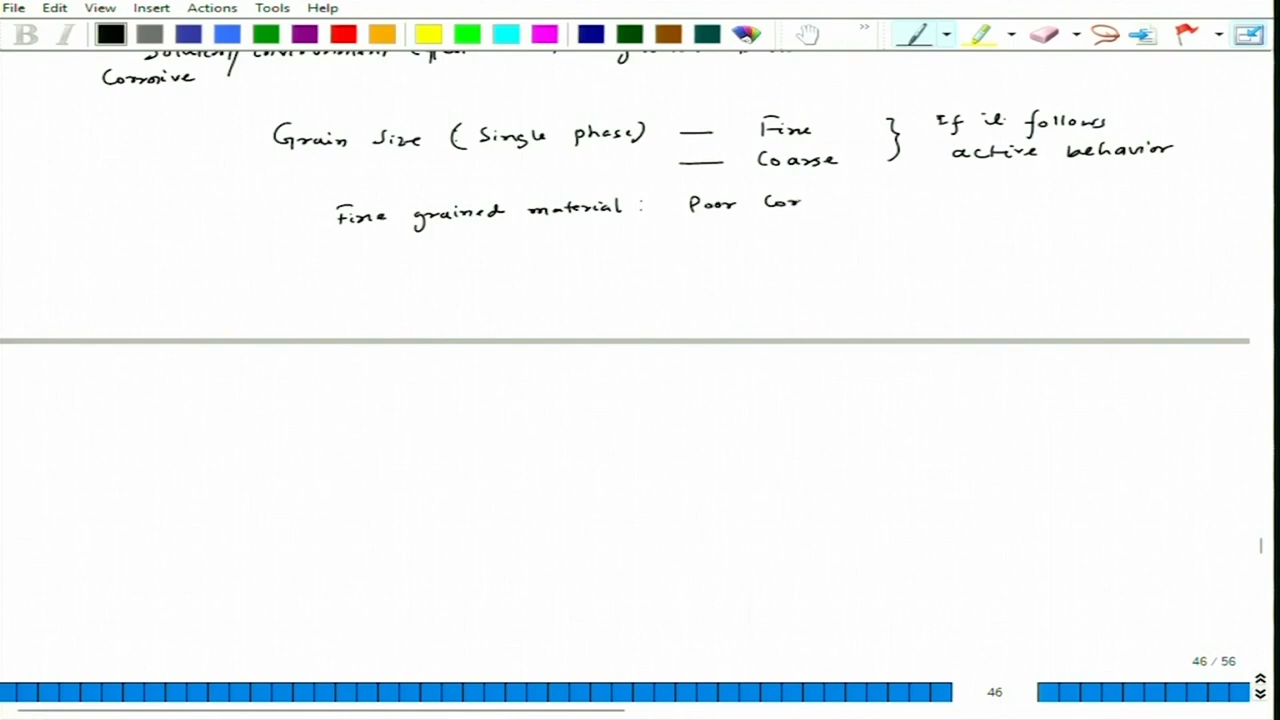 File Edit View Insert Actions Tools Help
B I
Corrosive
Grain Size (Single phase) — Fine
— Coarse
If it follows
active behavior
Fine grained material : Poor Cor
46 / 56
46